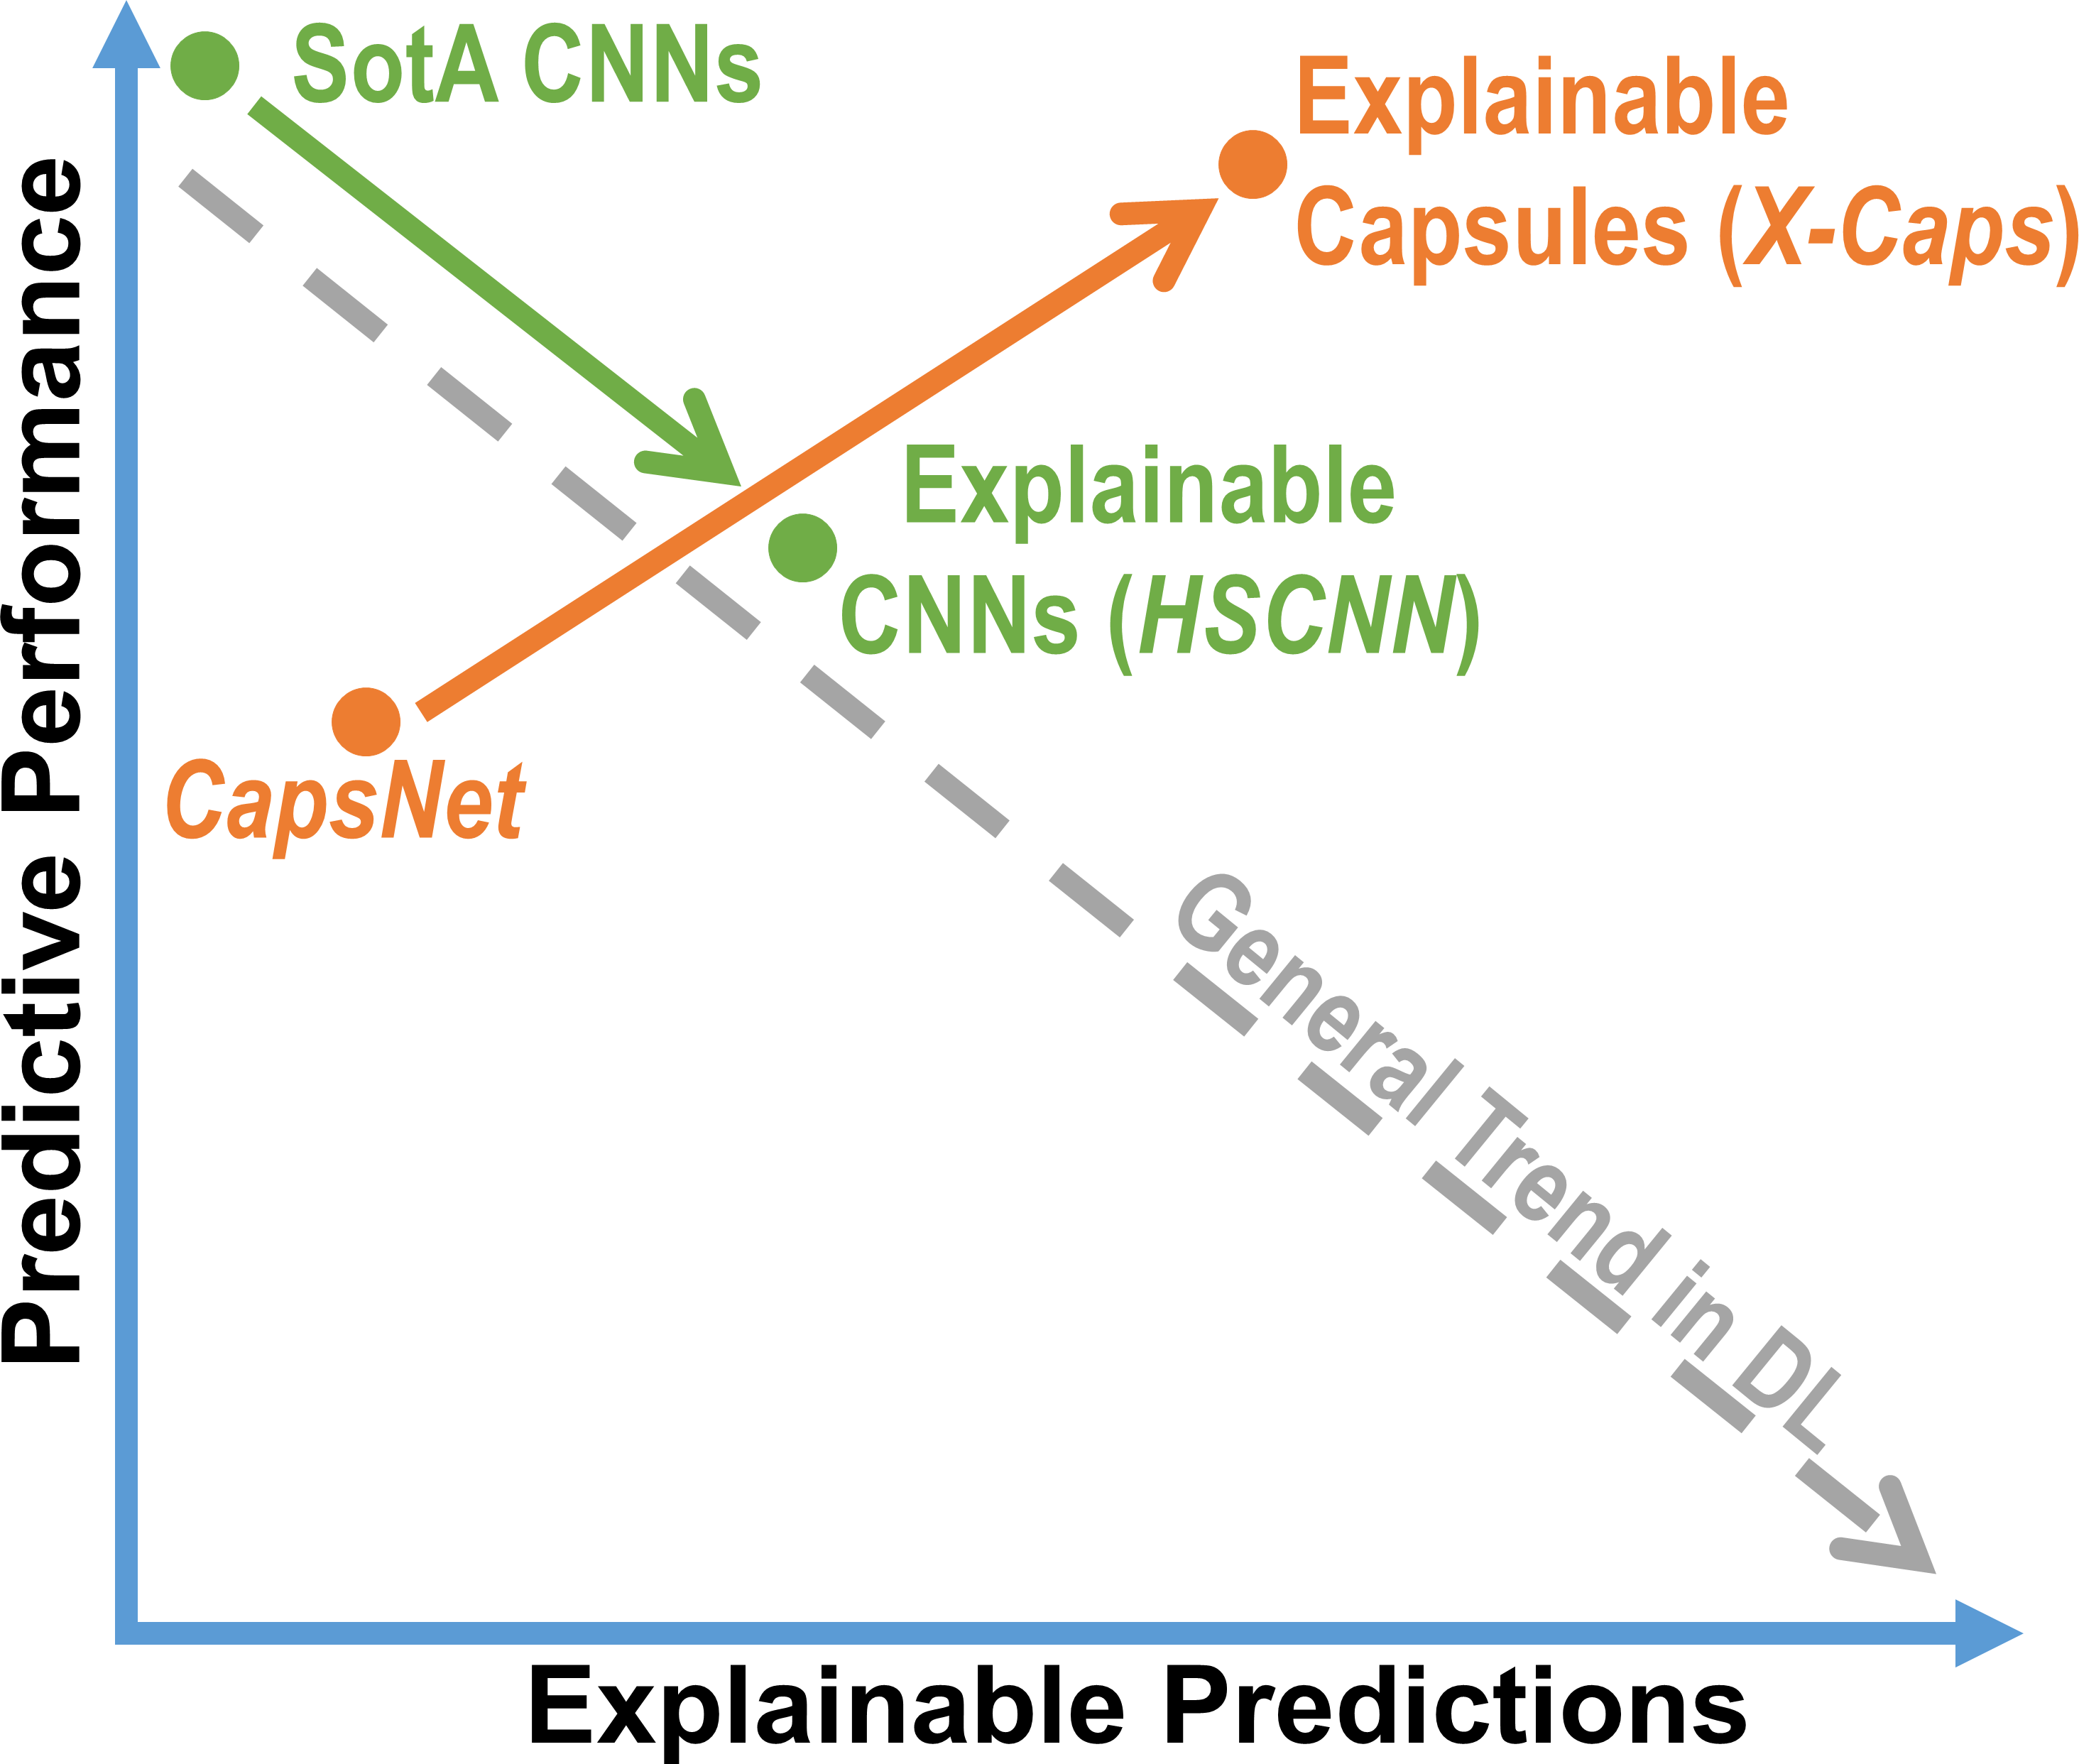 SotA CNNs
Explainable
Capsules (X-Caps)
Explainable
CNNs (HSCNN)
CapsNet
General Trend in DL
Predictive Performance
Explainable Predictions